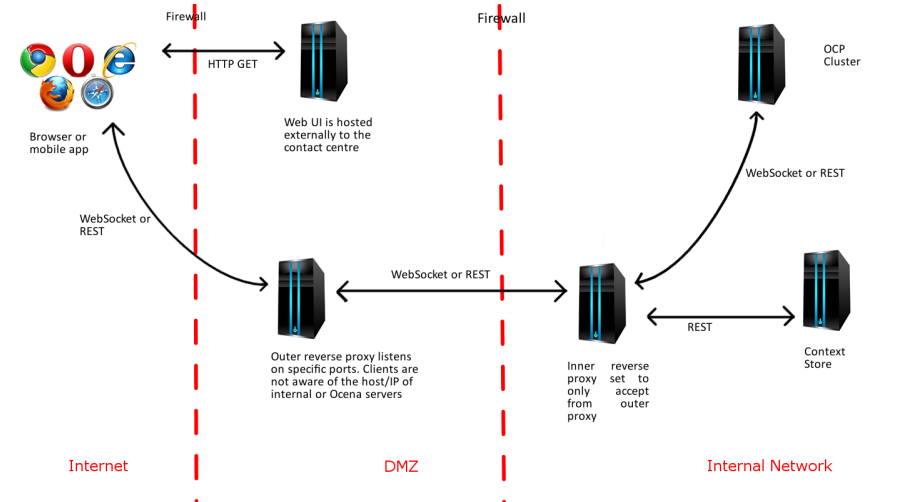 Firewall
Firewall
HTTP GET
OCP
Cluster
Web UI is hosted
externally to the
contact centre
Browser or
mobile app
WebSocket or REST
WebSocket or
REST
WebSocket or REST
REST
Outer reverse proxy listens
on specific ports. Clients are
not aware of the host/IP of
internal or Ocena servers
Inner reverse
proxy set to
only accept
from outer
proxy
Context
Store
Internet
DMZ
Internal Network